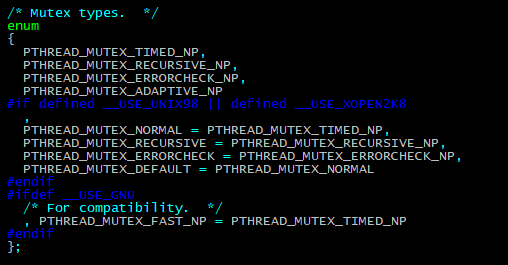 /* Mutex types.  */
enum
{
  PTHREAD_MUTEX_TIMED_NP,
  PTHREAD_MUTEX_RECURSIVE_NP,
  PTHREAD_MUTEX_ERRORCHECK_NP,
  PTHREAD_MUTEX_ADAPTIVE_NP
#if defined __USE_UNIX98 || defined __USE_XOPEN2K8
  ,
  PTHREAD_MUTEX_NORMAL = PTHREAD_MUTEX_TIMED_NP,
  PTHREAD_MUTEX_RECURSIVE = PTHREAD_MUTEX_RECURSIVE_NP,
  PTHREAD_MUTEX_ERRORCHECK = PTHREAD_MUTEX_ERRORCHECK_NP,
  PTHREAD_MUTEX_DEFAULT = PTHREAD_MUTEX_NORMAL
#endif
#ifdef __USE_GNU
  /* For compatibility.  */
  , PTHREAD_MUTEX_FAST_NP = PTHREAD_MUTEX_TIMED_NP
#endif
};